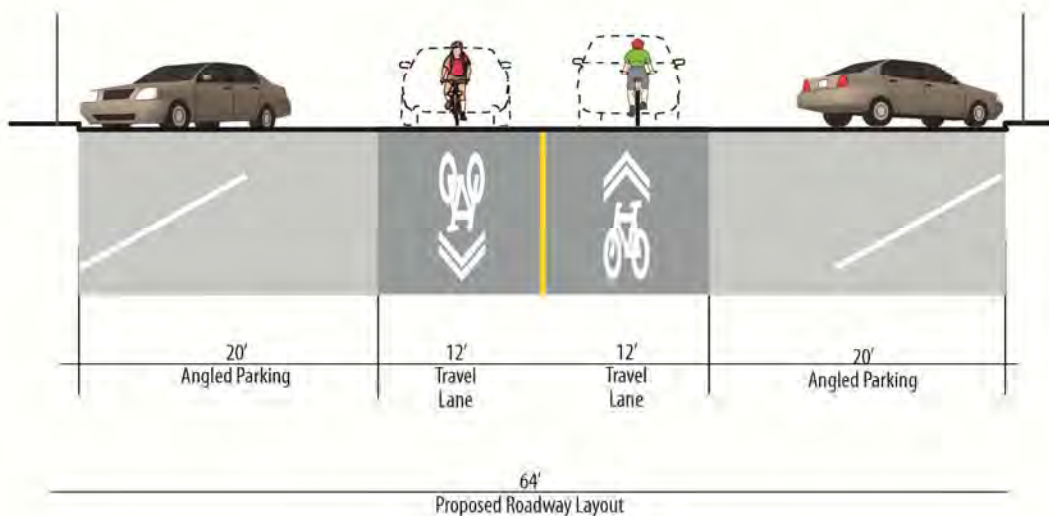 20'
Angled Parking
12'
Travel
Lane
12'
Travel
Lane
20'
Angled Parking
64'
Proposed Roadway Layout